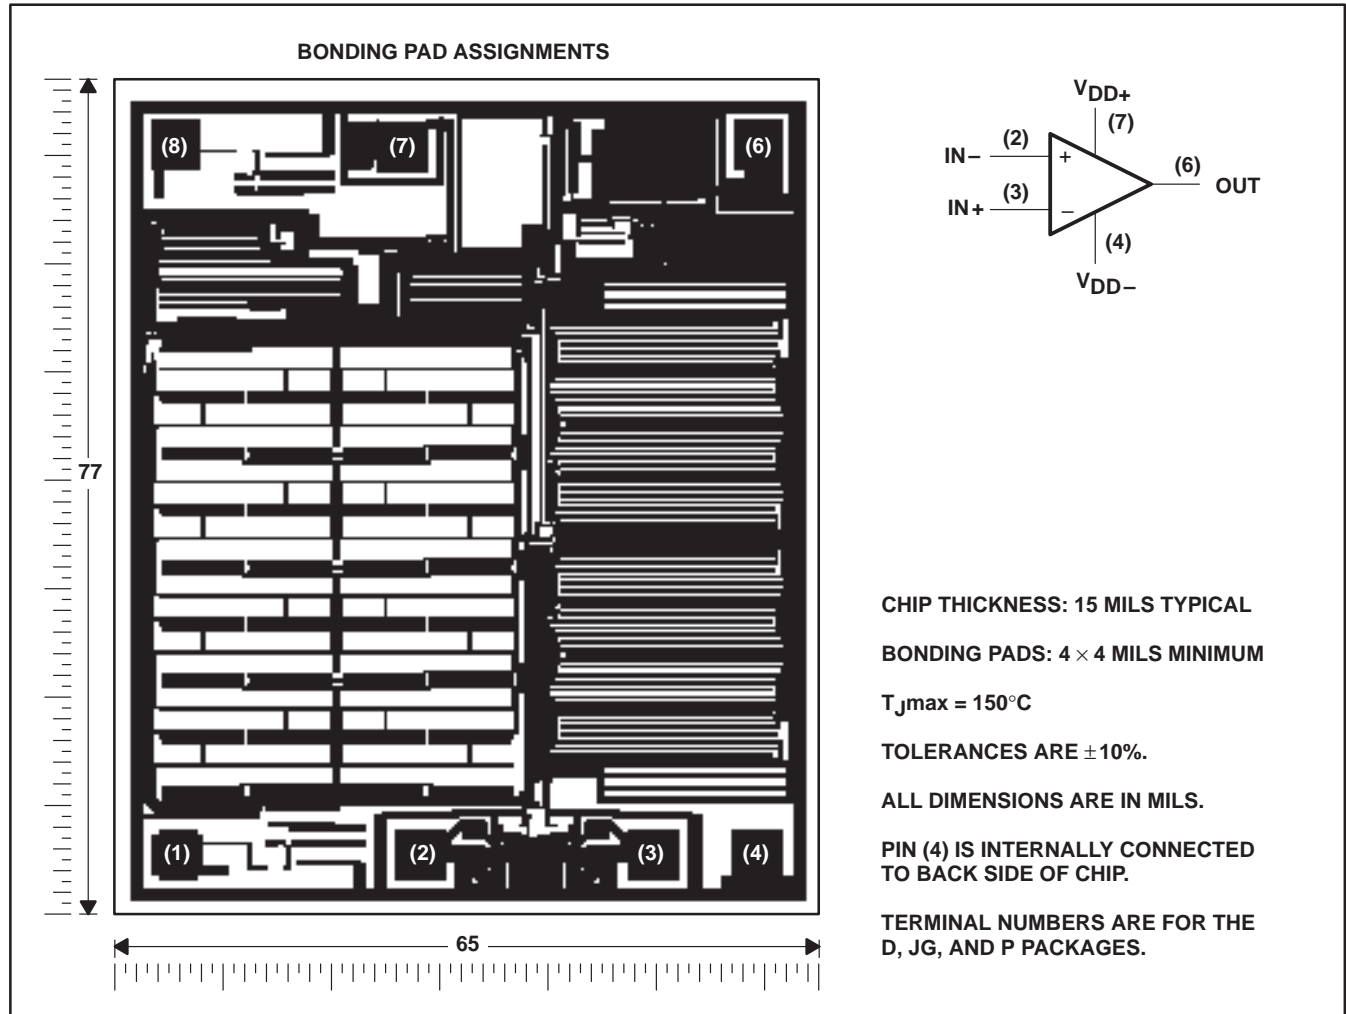 BONDING PAD ASSIGNMENTS
(8)
(7)
(6)
77
(1)
(2)
(3)
(4)
65
VDD+
(7)
IN−
(2)
+
(6)
OUT
IN+
(3)
−
(4)
VDD−
CHIP THICKNESS: 15 MILS TYPICAL
BONDING PADS: 4 × 4 MILS MINIMUM
TJmax = 150°C
TOLERANCES ARE ±10%.
ALL DIMENSIONS ARE IN MILS.
PIN (4) IS INTERNALLY CONNECTED
TO BACK SIDE OF CHIP.
TERMINAL NUMBERS ARE FOR THE
D, JG, AND P PACKAGES.